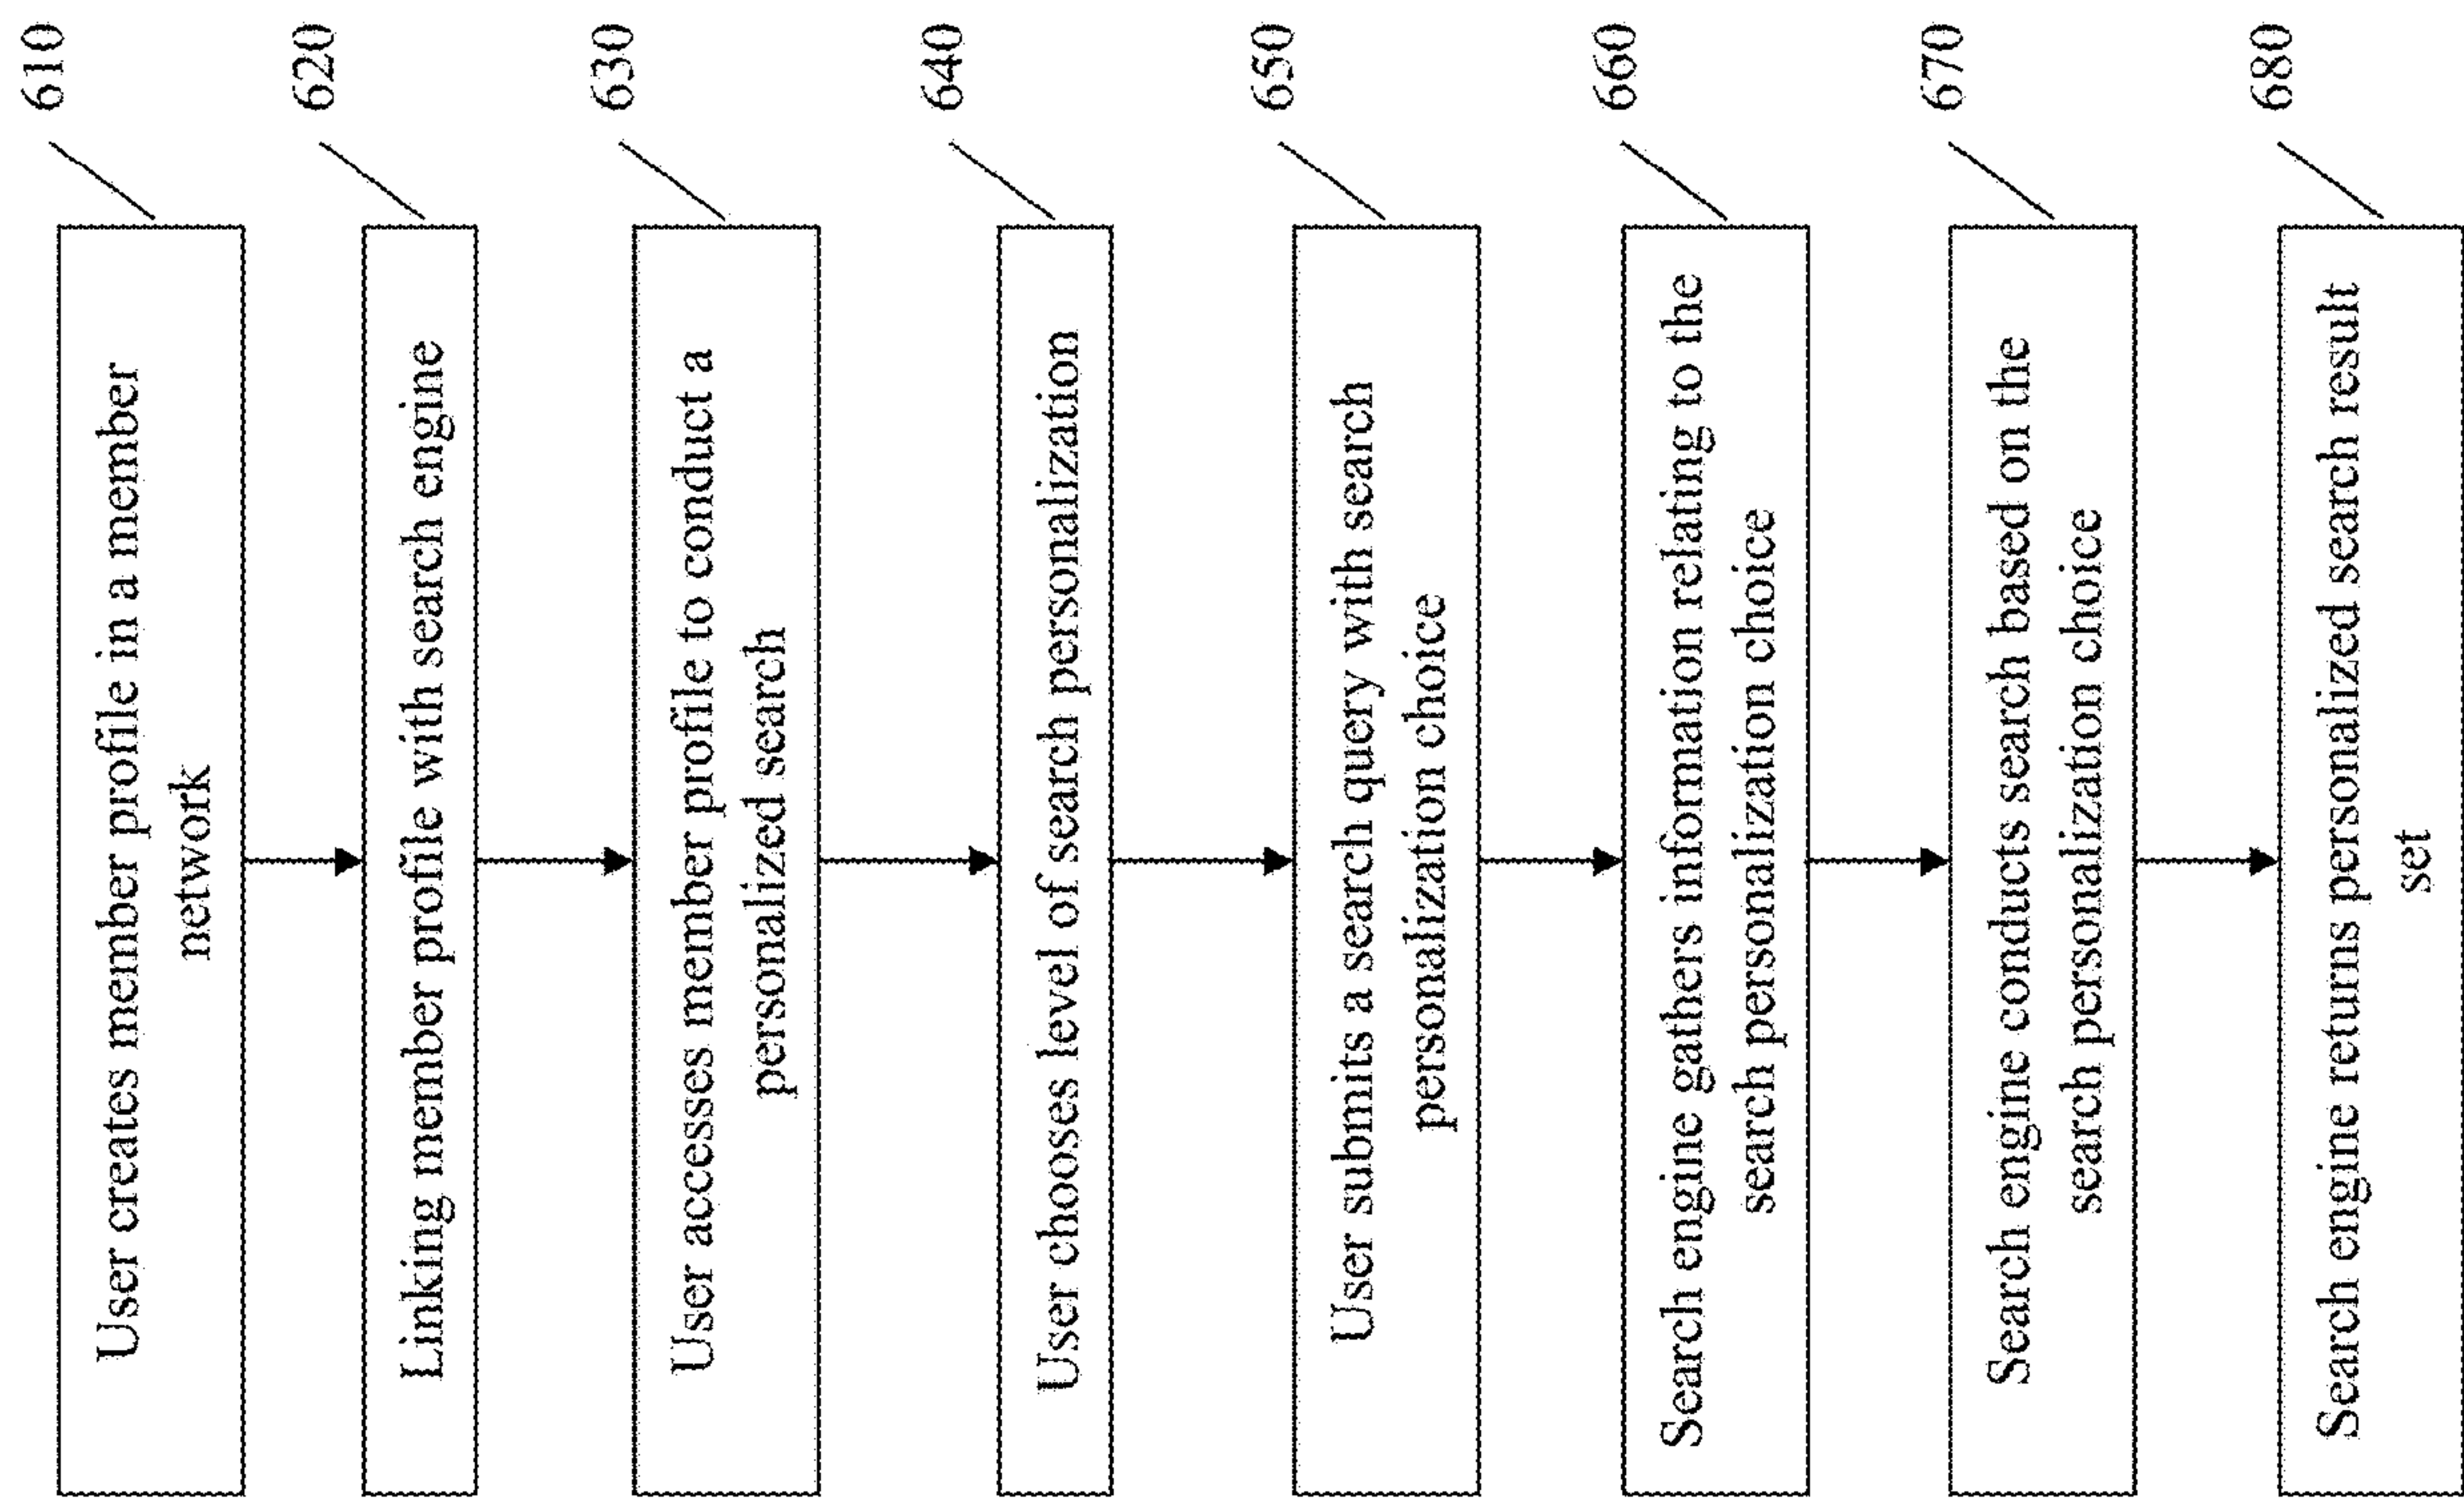 610
User creates member profile in a member
network
620
Linking member profile with search engine
630
User accesses member profile to conduct a
personalized search
640
User chooses level of search personalization
650
User submits a search query with search
personalization choice
660
Search engine gathers information relating to the
search personalization choice
670
Search engine conducts search based on the
search personalization choice
680
Search engine returns personalized search result
set